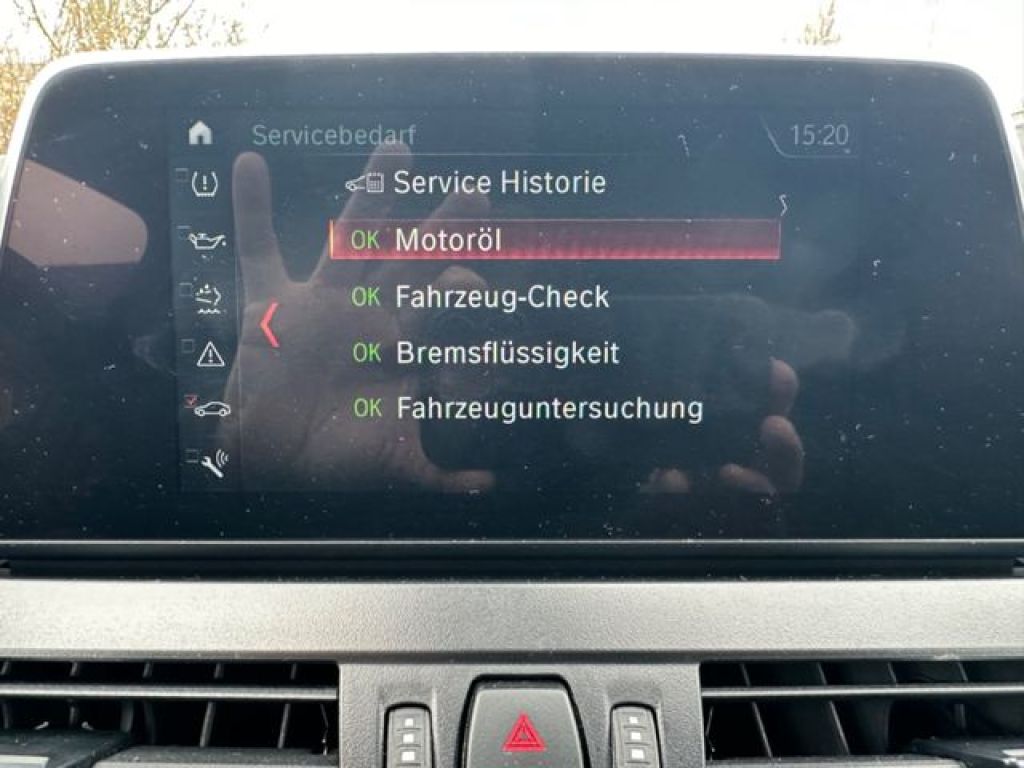 Servicebedarf 15:20
Service Historie
OK Motoröl
OK Fahrzeug-Check
OK Bremsflüssigkeit
OK Fahrzeuguntersuchung